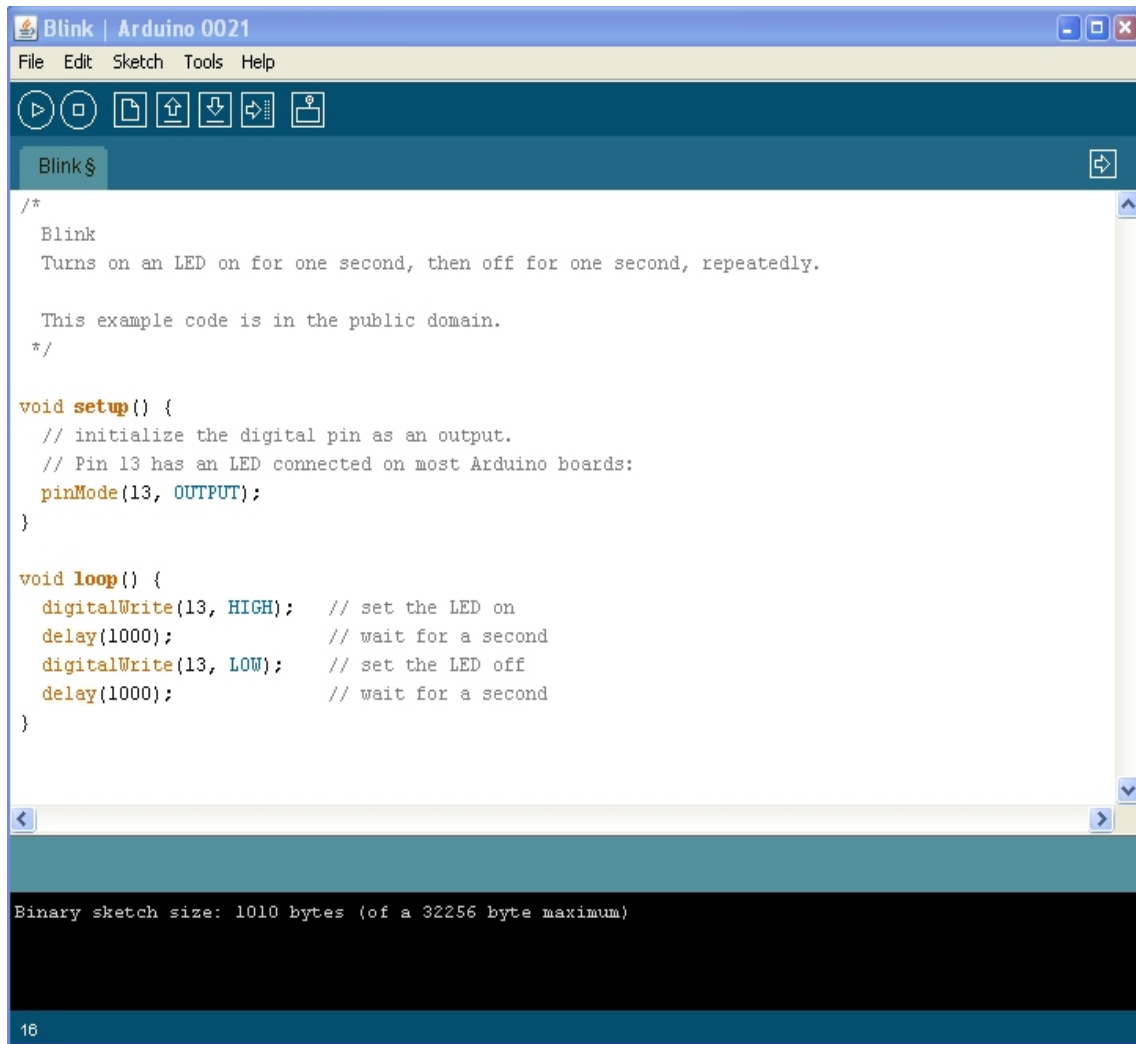 Blink | Arduino 0021
File Edit Sketch Tools Help
Blink §
/*
  Blink
  Turns on an LED on for one second, then off for one second, repeatedly.

  This example code is in the public domain.
 */

void setup() {
  // initialize the digital pin as an output.
  // Pin 13 has an LED connected on most Arduino boards:
  pinMode(13, OUTPUT);
}

void loop() {
  digitalWrite(13, HIGH);   // set the LED on
  delay(1000);              // wait for a second
  digitalWrite(13, LOW);    // set the LED off
  delay(1000);              // wait for a second
}
Binary sketch size: 1010 bytes (of a 32256 byte maximum)
16